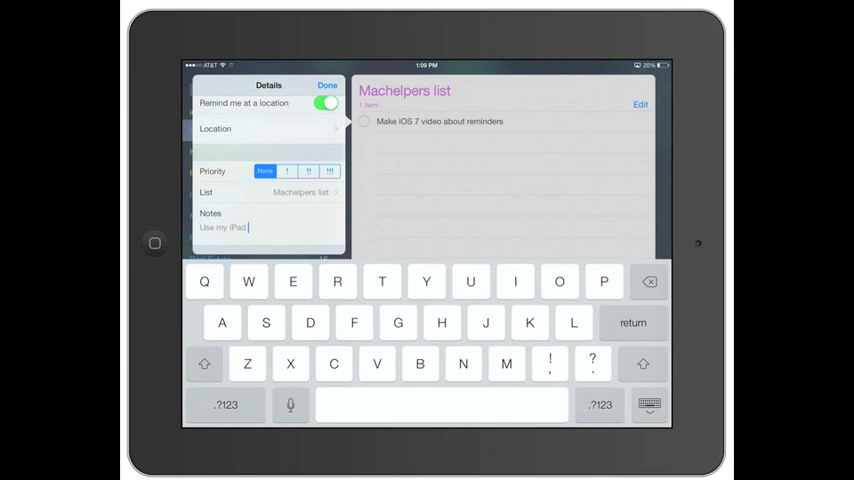 AT&T
1:09 PM
20%
Details
Done
Remind me at a location
Location
Priority
None
!
!!
!!!
List
Machelpers list
Notes
Use my iPad
Machelpers list
1 item
Edit
Make iOS 7 video about reminders
Q W E R T Y U I O P
A S D F G H J K L return
Z X C V B N M ! , ? .
.?123 .?123